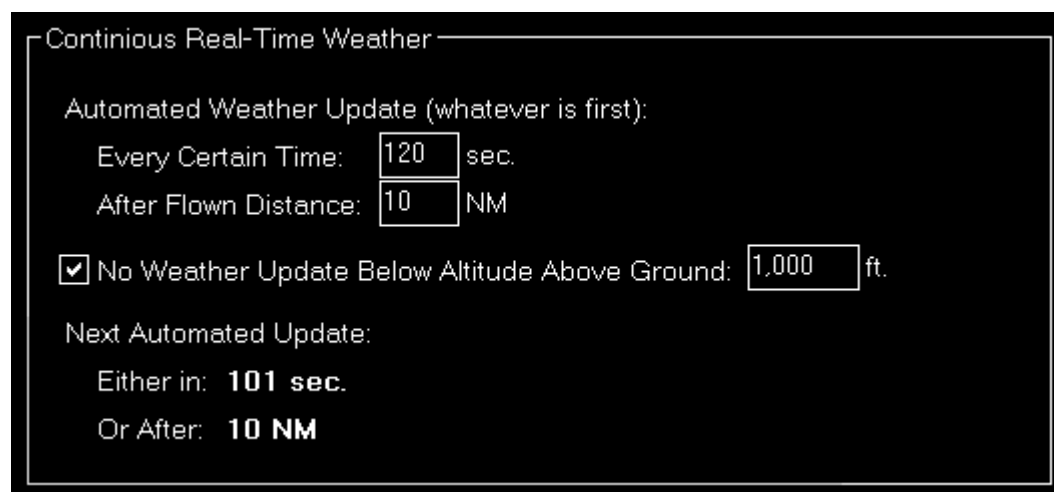 Continious Real-Time Weather
Automated Weather Update (whatever is first):
Every Certain Time: 120 sec.
After Flown Distance: 10 NM
No Weather Update Below Altitude Above Ground: 1,000 ft.
Next Automated Update:
Either in: 101 sec.
Or After: 10 NM